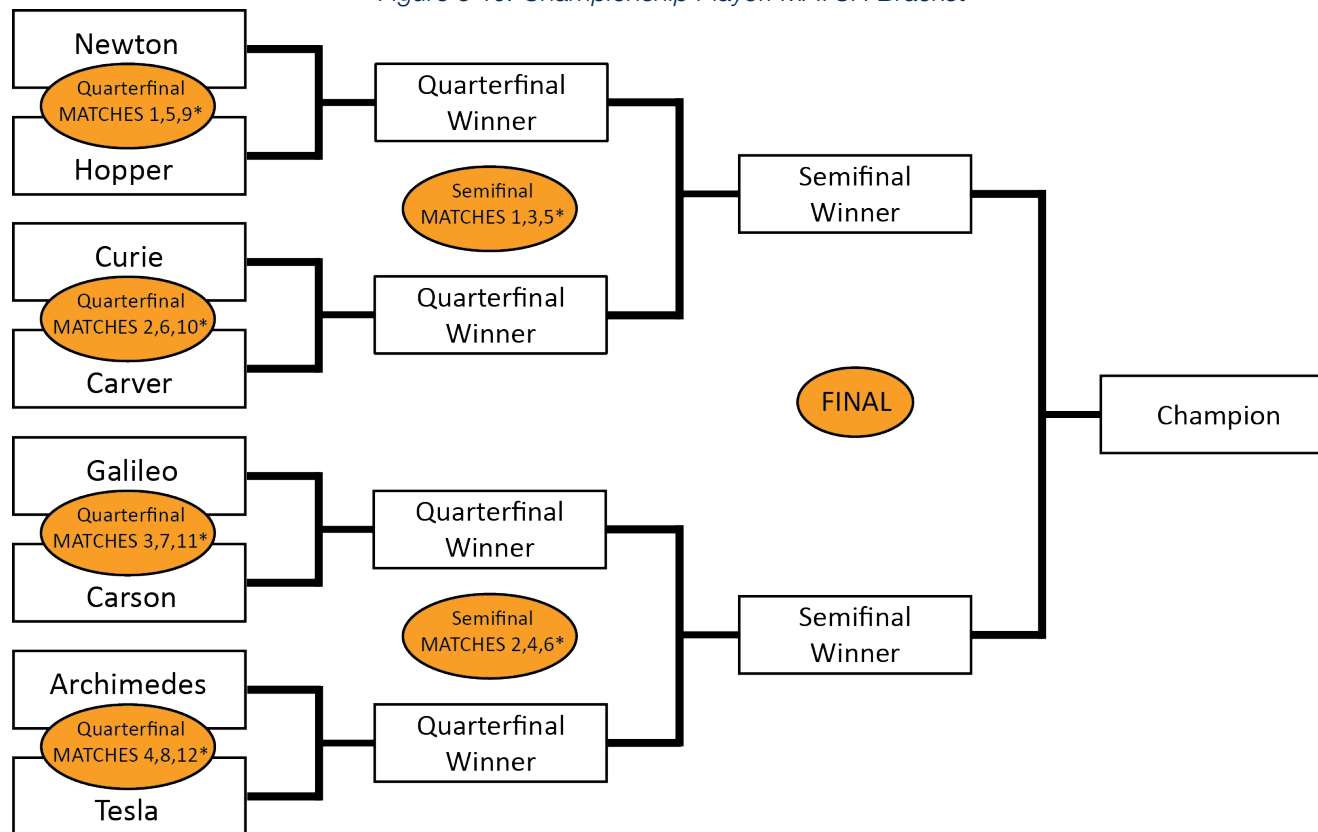 Newton
Quarterfinal
MATCHES 1,5,9*
Hopper
Curie
Quarterfinal
MATCHES 2,6,10*
Carver
Galileo
Quarterfinal
MATCHES 3,7,11*
Carson
Archimedes
Quarterfinal
MATCHES 4,8,12*
Tesla
Quarterfinal
Winner
Semifinal
MATCHES 1,3,5*
Quarterfinal
Winner
Quarterfinal
Winner
Semifinal
MATCHES 2,4,6*
Quarterfinal
Winner
Semifinal
Winner
FINAL
Semifinal
Winner
Champion